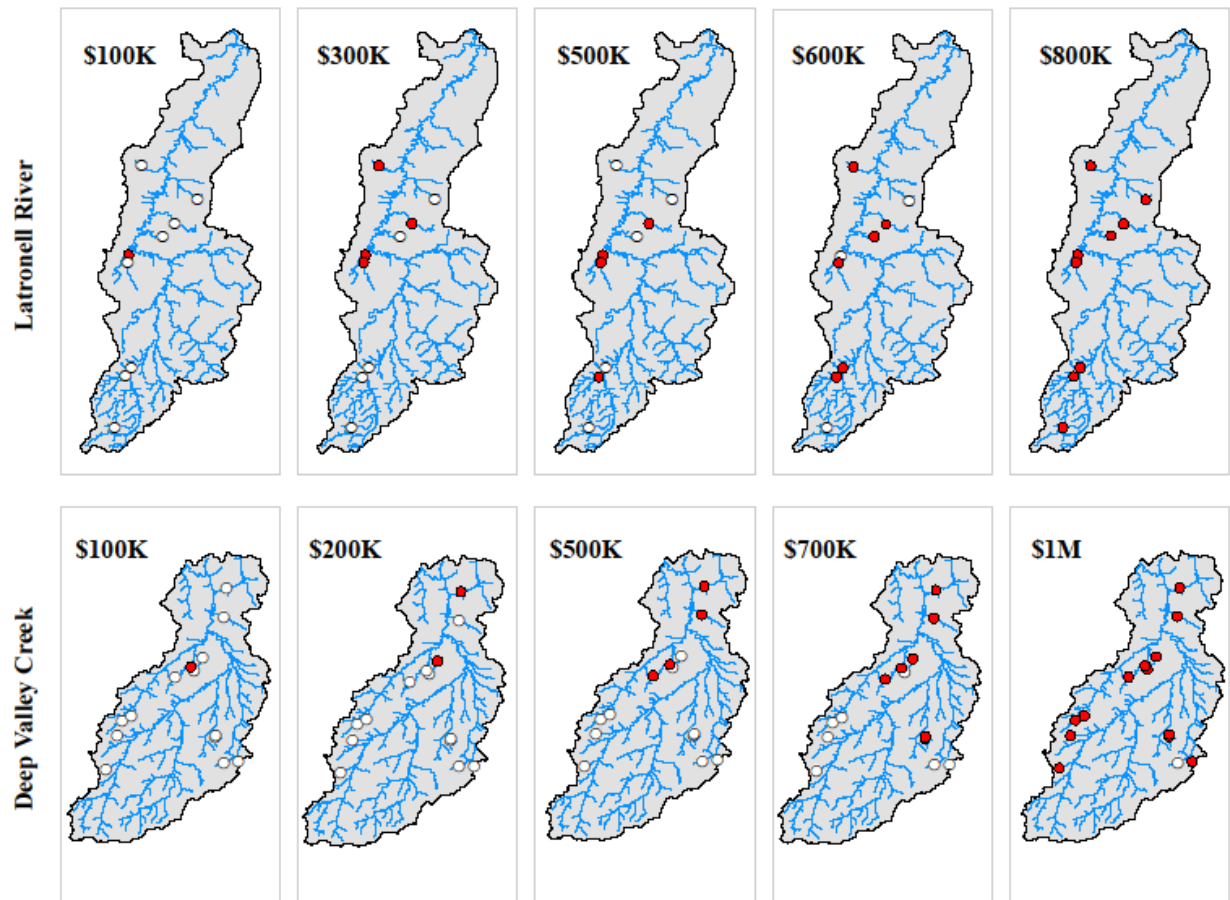 Latronell River
$100K
$300K
$500K
$600K
$800K
Deep Valley Creek
$100K
$200K
$500K
$700K
$1M